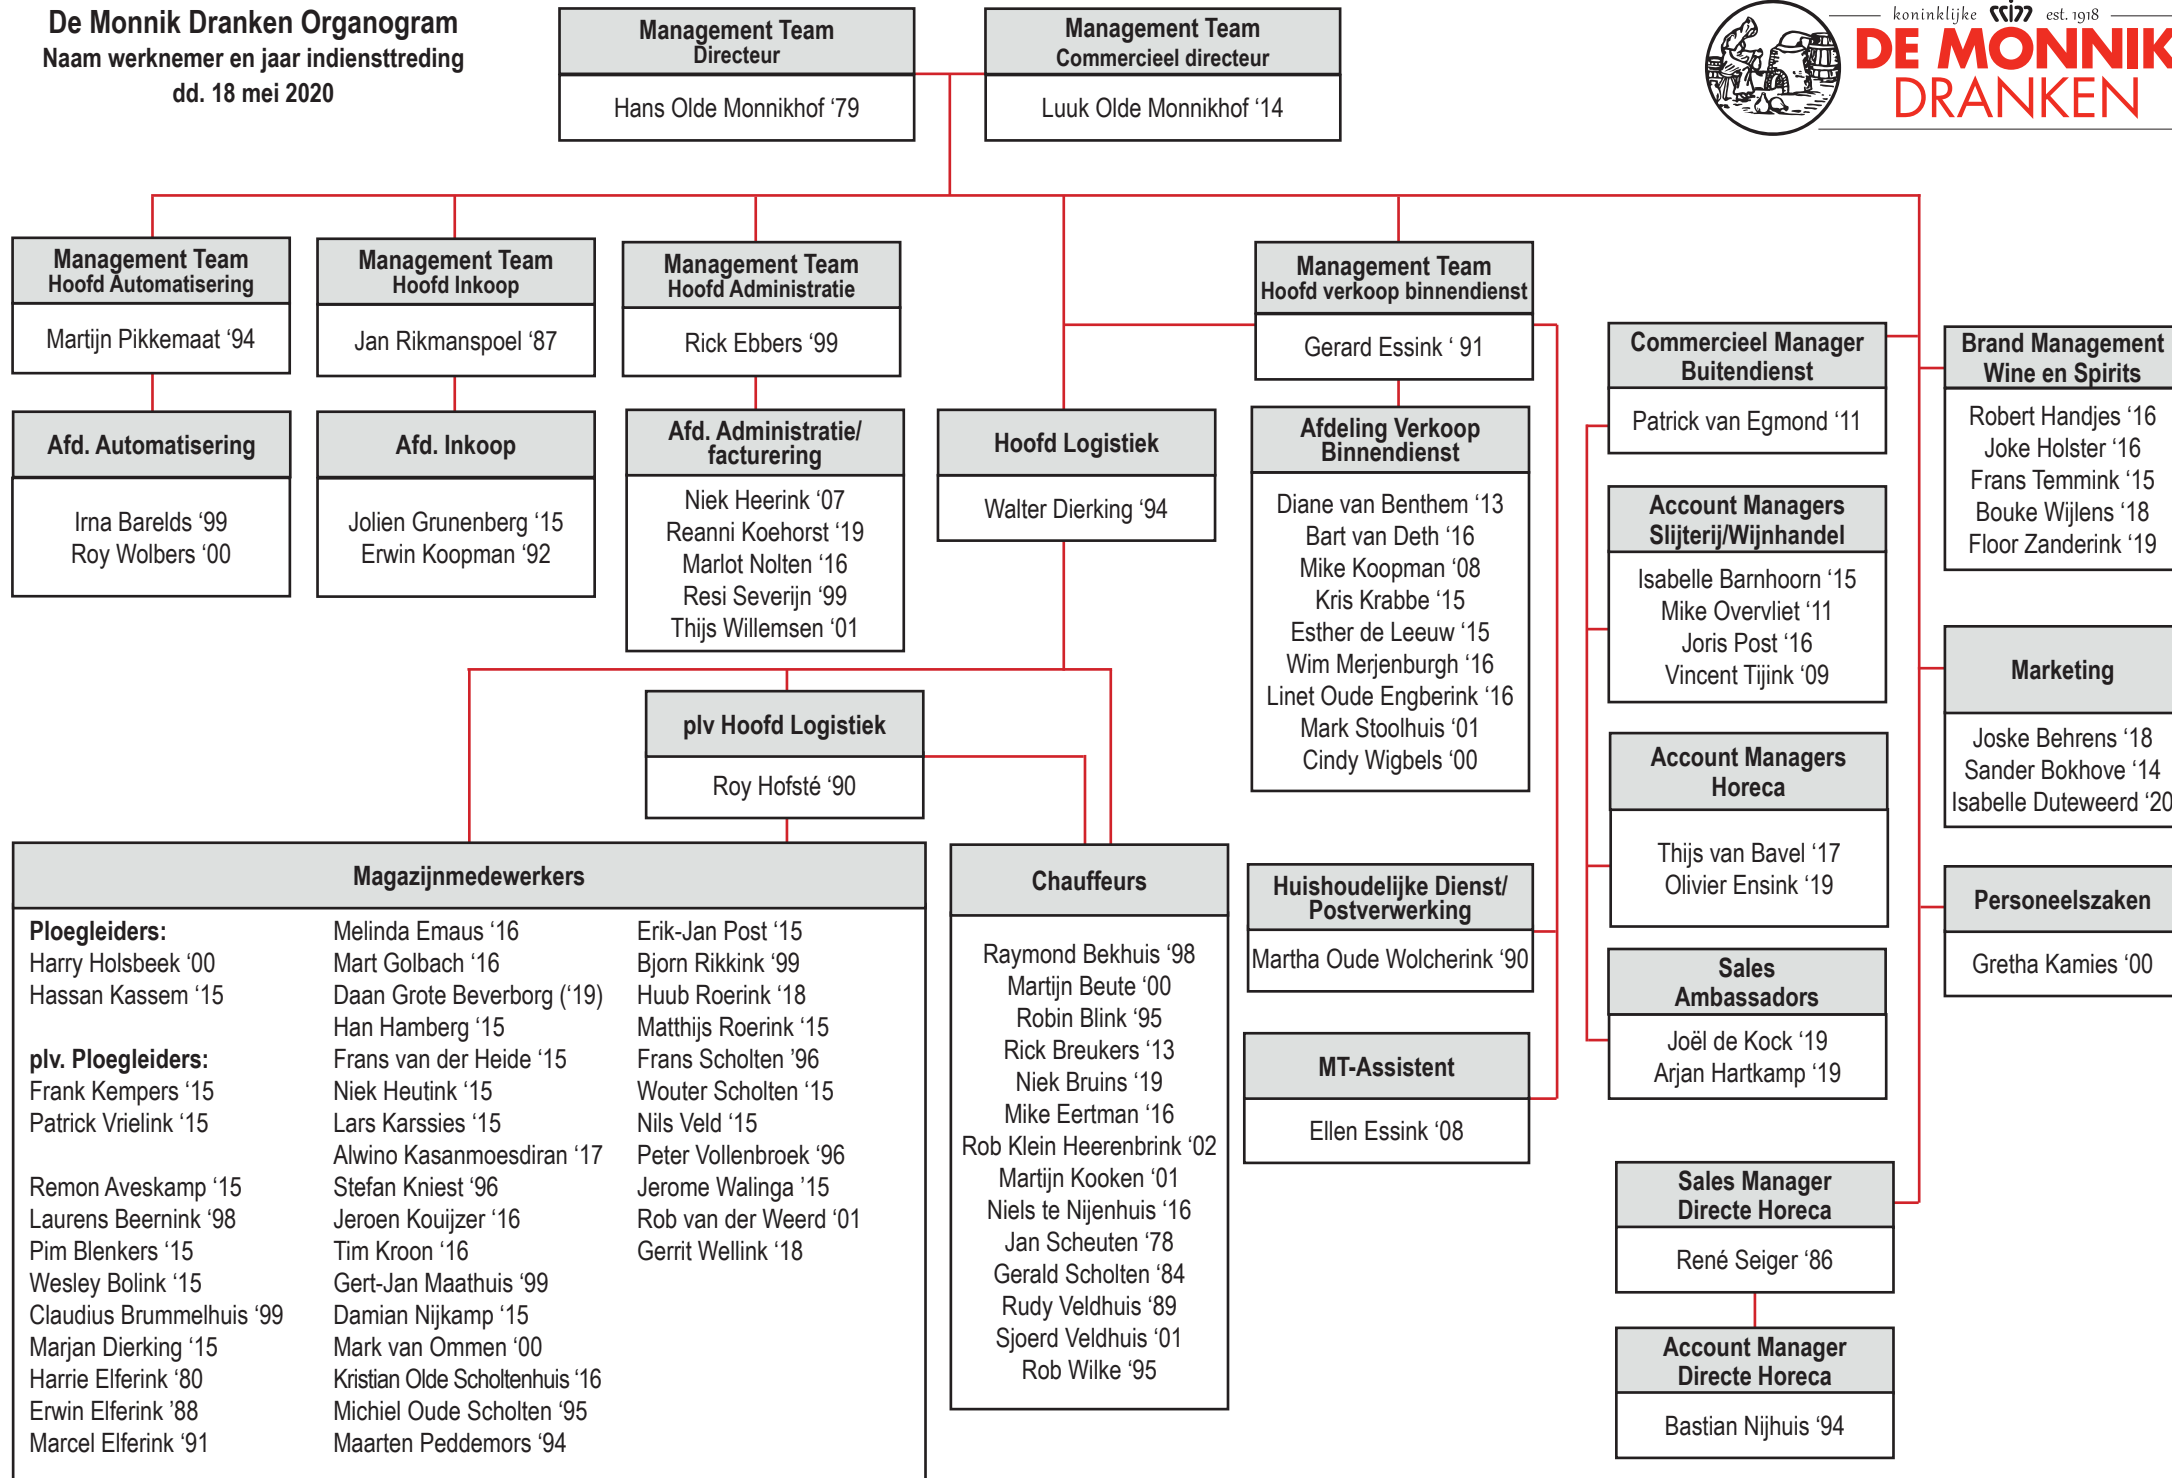 De Monnik Dranken Organogram
Naam werknemer en jaar indiensttreding
dd. 18 mei 2020
Management Team
Directeur
Hans Olde Monnikhof ‘79
Management Team
Commercieel directeur
Luuk Olde Monnikhof ‘14
koninklijke est. 1918
DE MONNIK
DRANKEN
Management Team
Hoofd Automatisering
Martijn Pikkemaat ‘94
Management Team
Hoofd Inkoop
Jan Rikmanspoel ‘87
Management Team
Hoofd Administratie
Rick Ebbers ‘99
Management Team
Hoofd verkoop binnendienst
Gerard Essink ‘ 91
Commercieel Manager
Buitendienst
Patrick van Egmond ‘11
Brand Management
Wine en Spirits
Robert Handjes ‘16
Joke Holster ‘16
Frans Temmink ‘15
Bouke Wijlens ‘18
Floor Zanderink ‘19
Afd. Automatisering
Irna Barelds ‘99
Roy Wolbers ‘00
Afd. Inkoop
Jolien Grunenberg ‘15
Erwin Koopman ‘92
Afd. Administratie/
facturering
Niek Heerink ‘07
Reanni Koehorst ‘19
Marlot Nolten ‘16
Resi Severijn ‘99
Thijs Willemsen ‘01
Hoofd Logistiek
Walter Dierking ‘94
Afdeling Verkoop
Binnendienst
Diane van Benthem ‘13
Bart van Deth ‘16
Mike Koopman ‘08
Kris Krabbe ‘15
Esther de Leeuw ‘15
Wim Merjenburgh ‘16
Linet Oude Engberink ‘16
Mark Stoolhuis ‘01
Cindy Wigbels ‘00
Account Managers
Slijterij/Wijnhandel
Isabelle Barnhoorn ‘15
Mike Overvliet ‘11
Joris Post ‘16
Vincent Tijink ‘09
Marketing
Joske Behrens ‘18
Sander Bokhove ‘14
Isabelle Duteweerd ‘20
plv Hoofd Logistiek
Roy Hofsté ‘90
Account Managers
Horeca
Thijs van Bavel ‘17
Olivier Ensink ‘19
Personeelszaken
Gretha Kamies ‘00
Magazijnmedewerkers
Ploegleiders:
Harry Holsbeek ‘00
Hassan Kassem ‘15
plv. Ploegleiders:
Frank Kempers ‘15
Patrick Vrielink ‘15
Remon Aveskamp ‘15
Laurens Beernink ‘98
Pim Blenkers ‘15
Wesley Bolink ‘15
Claudius Brummelhuis ‘99
Marjan Dierking ‘15
Harrie Elferink ‘80
Erwin Elferink ’88
Marcel Elferink ‘91
Melinda Emaus ‘16
Mart Golbach ‘16
Daan Grote Beverborg (‘19)
Han Hamberg ‘15
Frans van der Heide ‘15
Niek Heutink ‘15
Lars Karssies ‘15
Alwino Kasanmoesdiran ‘17
Stefan Kniest ‘96
Jeroen Kouijzer ‘16
Tim Kroon ‘16
Gert-Jan Maathuis ‘99
Damian Nijkamp ‘15
Mark van Ommen ‘00
Kristian Olde Scholtenhuis ‘16
Michiel Oude Scholten ‘95
Maarten Peddemors ‘94
Erik-Jan Post ‘15
Bjorn Rikkink ‘99
Huub Roerink ‘18
Matthijs Roerink ‘15
Frans Scholten ’96
Wouter Scholten ‘15
Nils Veld ‘15
Peter Vollenbroek ‘96
Jerome Walinga ‘15
Rob van der Weerd ‘01
Gerrit Wellink ‘18
Chauffeurs
Raymond Bekhuis ‘98
Martijn Beute ‘00
Robin Blink ‘95
Rick Breukers ‘13
Niek Bruins ‘19
Mike Eertman ‘16
Rob Klein Heerenbrink ‘02
Martijn Kooken ‘01
Niels te Nijenhuis ‘16
Jan Scheuten ‘78
Gerald Scholten ‘84
Rudy Veldhuis ‘89
Sjoerd Veldhuis ‘01
Rob Wilke ‘95
Huishoudelijke Dienst/
Postverwerking
Martha Oude Wolcherink ‘90
MT-Assistent
Ellen Essink ‘08
Sales
Ambassadors
Joël de Kock ‘19
Arjan Hartkamp ‘19
Sales Manager
Directe Horeca
René Seiger ‘86
Account Manager
Directe Horeca
Bastian Nijhuis ‘94